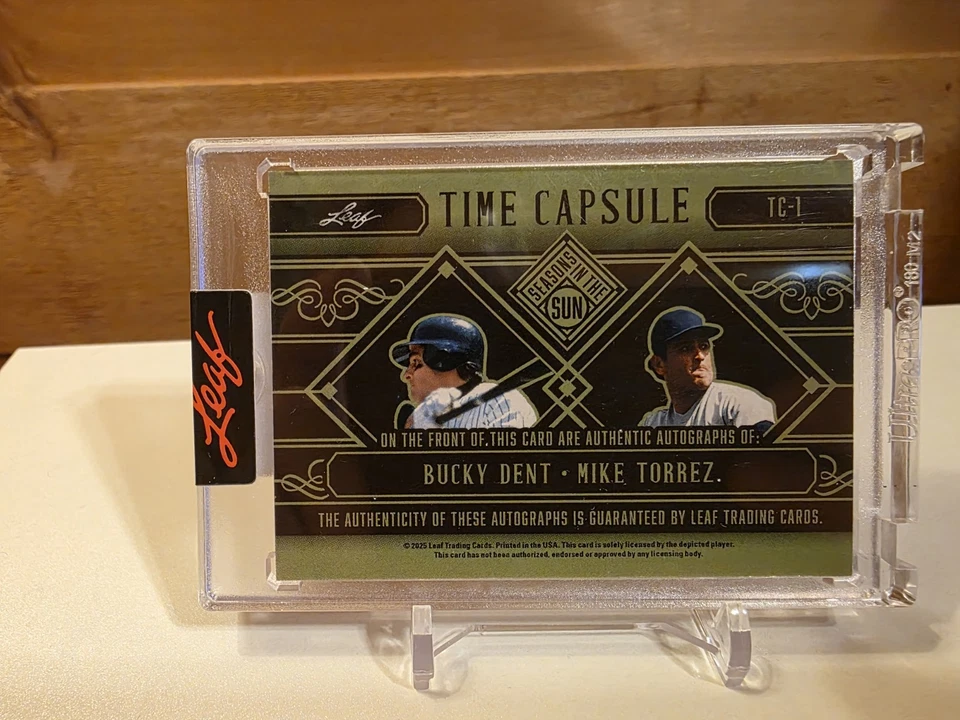 Leaf
TIME CAPSULE
TC-1
SEASONS IN THE
SUN
Leaf
ON THE FRONT OF THIS CARD ARE AUTHENTIC AUTOGRAPHS OF:
BUCKY DENT • MIKE TORREZ.
THE AUTHENTICITY OF THESE AUTOGRAPHS IS GUARANTEED BY LEAF TRADING CARDS.
© 2025 Leaf Trading Cards. Printed in the USA. This card is solely licensed by the depicted player.
This card has not been authorized, endorsed or approved by any licensing body.
UltraPRO® 180-M2